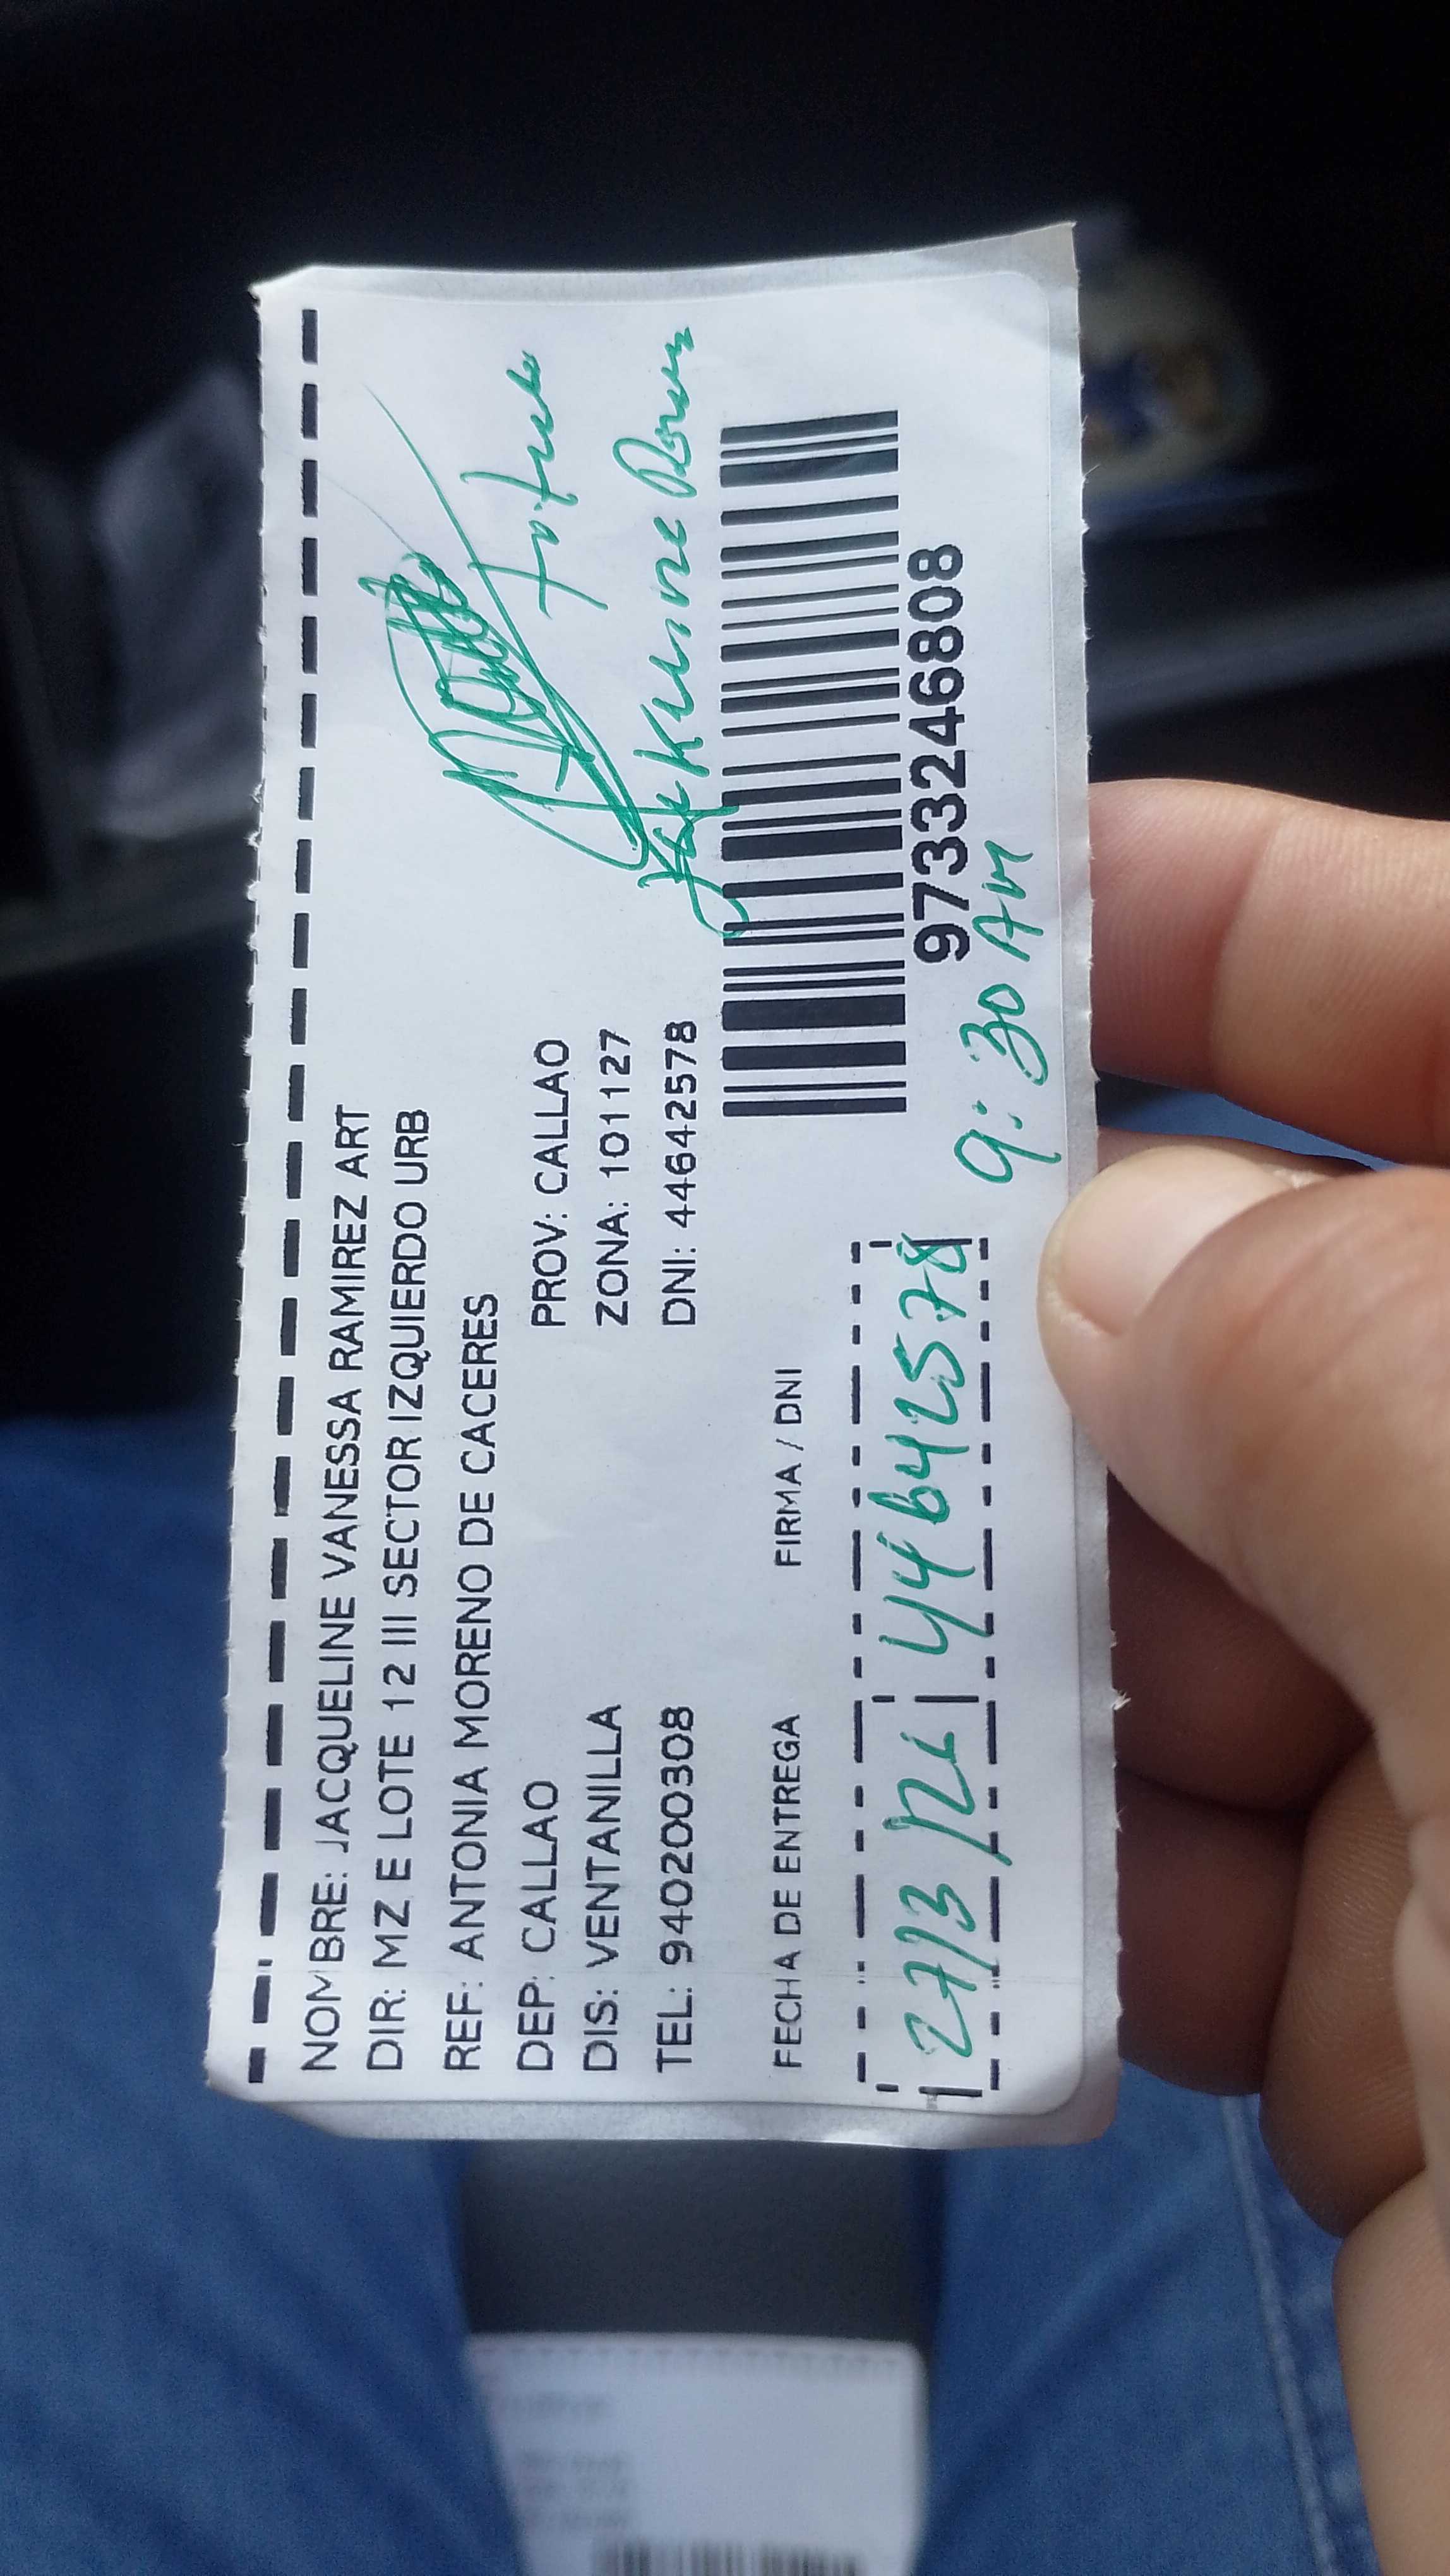 NOMBRE: JACQUELINE VANESSA RAMIREZ ART
DIR: MZ E LOTE 12 III SECTOR IZQUIERDO URB
REF: ANTONIA MORENO DE CACERES
DEP: CALLAO PROV: CALLAO
DIS: VENTANILLA ZONA: 101127
TEL: 940200308 DNI: 44642578
FECHA DE ENTREGA FIRMA / DNI
27/3/21 44642578
9733246808
9:30 AM